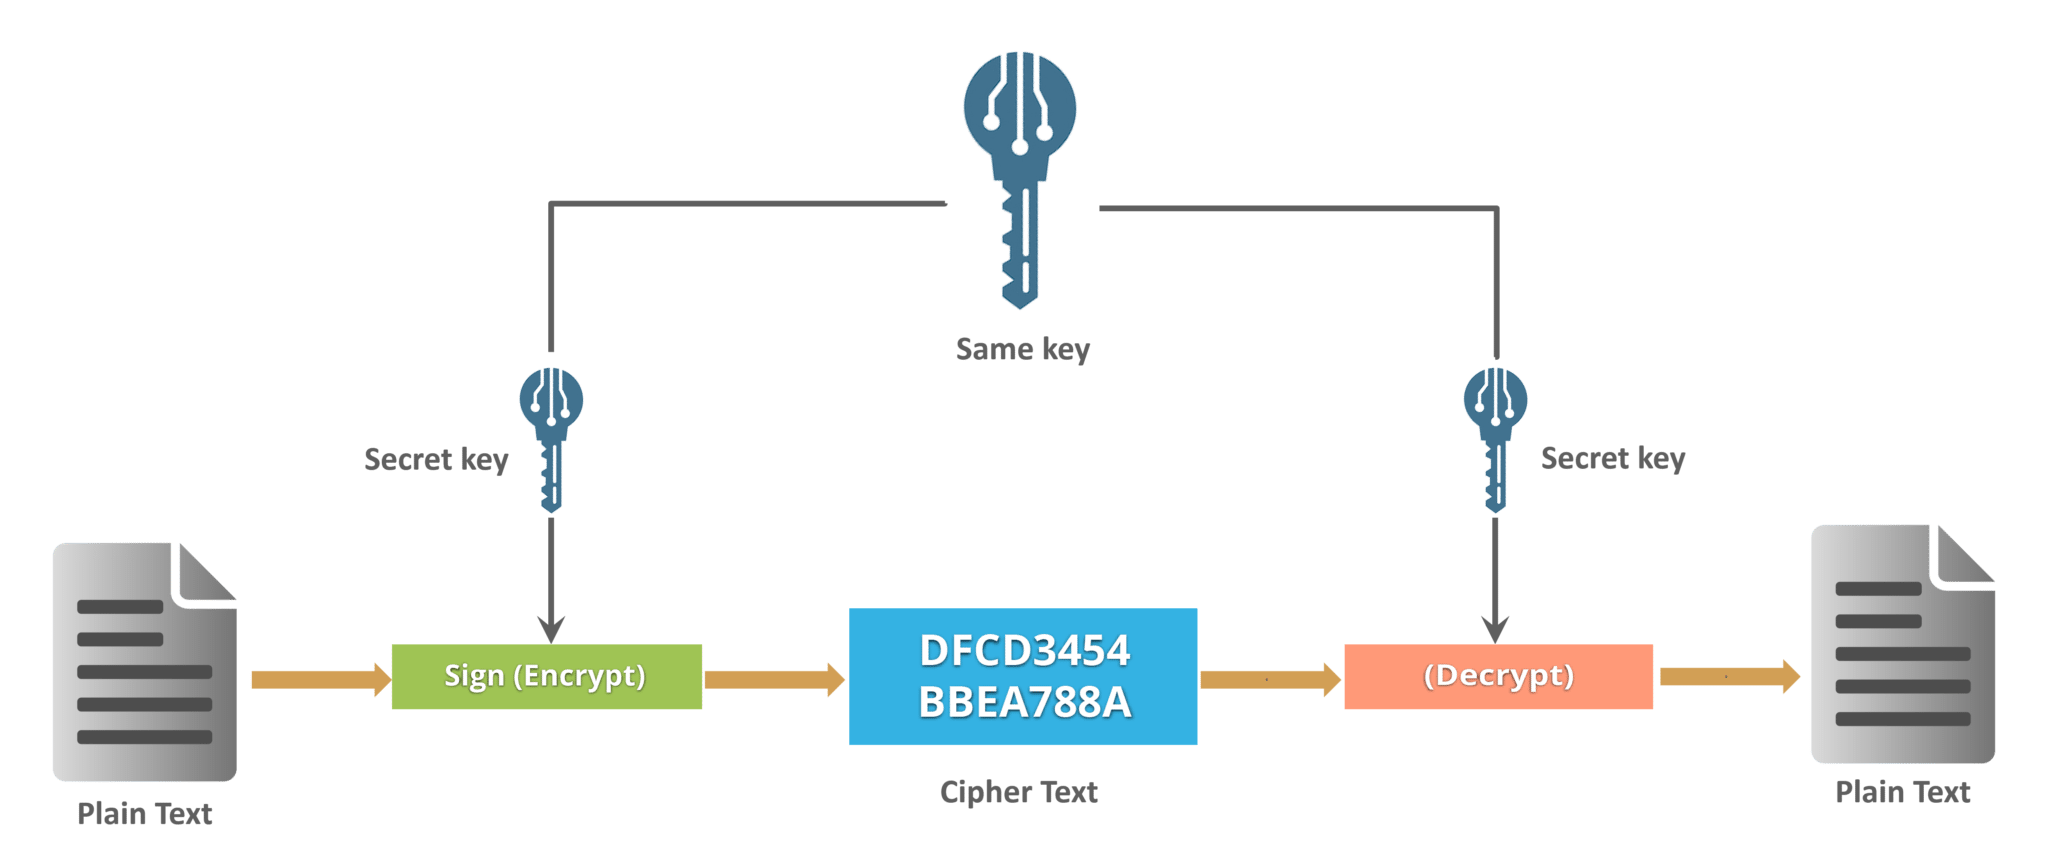 Same key
Secret key
Secret key
Sign (Encrypt)
DFCD3454
BBEA788A
(Decrypt)
Plain Text
Cipher Text
Plain Text